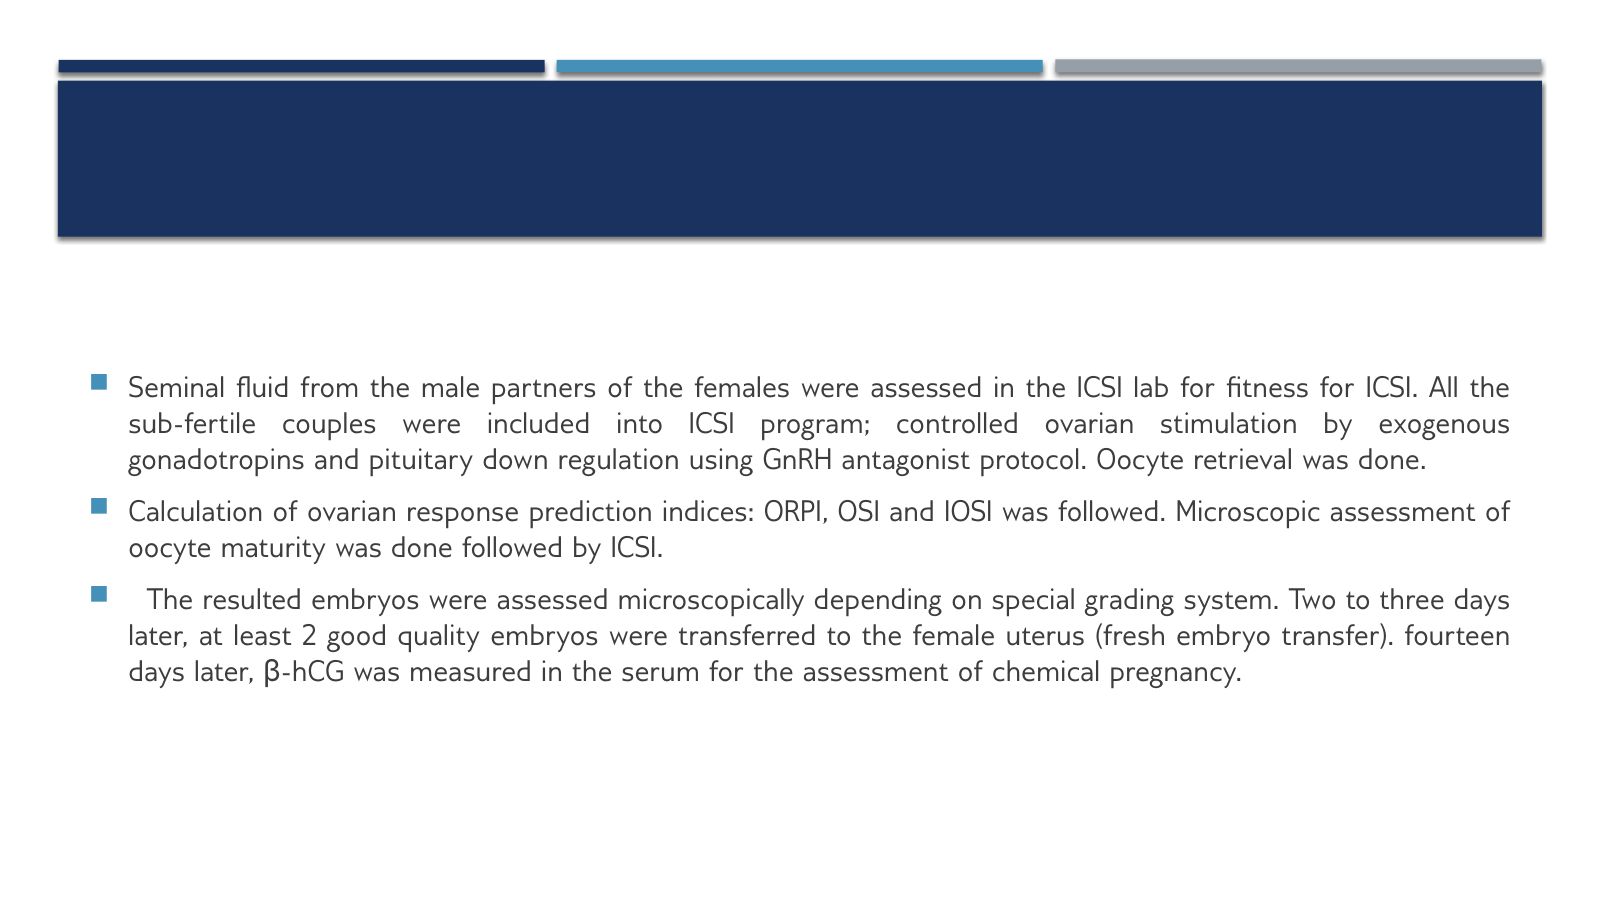 Seminal fluid from the male partners of the females were assessed in the ICSI lab for fitness for ICSI. All the
sub-fertile couples were included into ICSI program; controlled ovarian stimulation by exogenous
gonadotropins and pituitary down regulation using GnRH antagonist protocol. Oocyte retrieval was done.
Calculation of ovarian response prediction indices: ORPI, OSI and IOSI was followed. Microscopic assessment of
oocyte maturity was done followed by ICSI.
The resulted embryos were assessed microscopically depending on special grading system. Two to three days
later, at least 2 good quality embryos were transferred to the female uterus (fresh embryo transfer). fourteen
days later, β-hCG was measured in the serum for the assessment of chemical pregnancy.